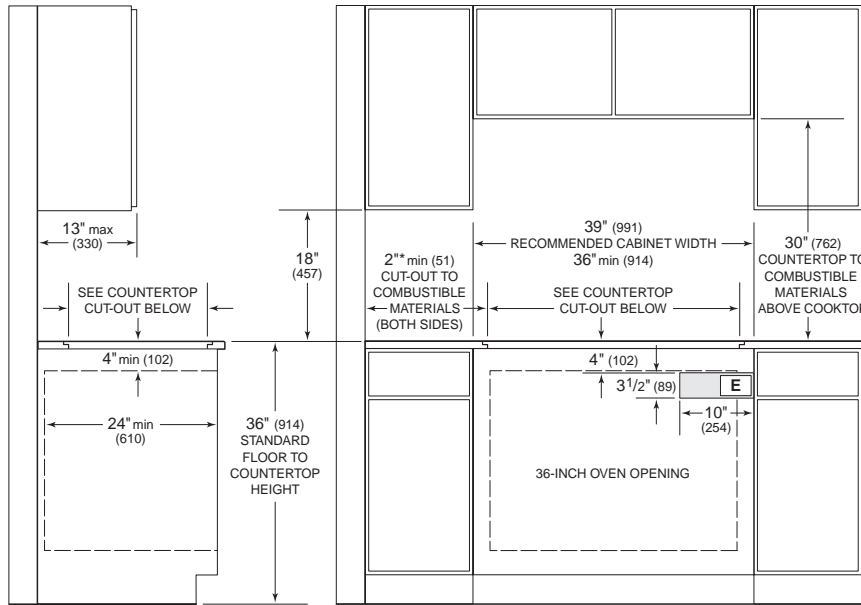 13" max
(330)
18"
(457)
2"* min (51)
CUT-OUT TO
COMBUSTIBLE
MATERIALS
(BOTH SIDES)
39" (991)
RECOMMENDED CABINET WIDTH
36" min (914)
30" (762)
COUNTERTOP TO
COMBUSTIBLE
MATERIALS
ABOVE COOKTOP
SEE COUNTERTOP
CUT-OUT BELOW
SEE COUNTERTOP
CUT-OUT BELOW
4" min (102)
24" min
(610)
36" (914)
STANDARD
FLOOR TO
COUNTERTOP
HEIGHT
4" (102)
3 1/2" (89)
E
10"
(254)
36-INCH OVEN OPENING